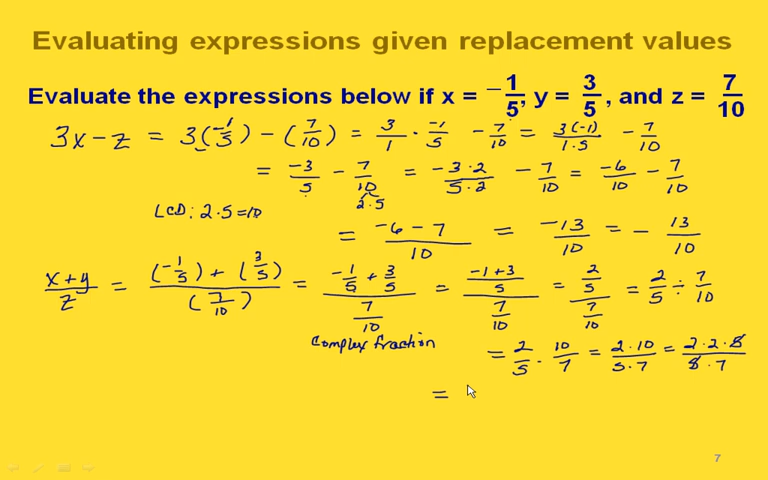 Evaluating expressions given replacement values
Evaluate the expressions below if x = −1/5, y = 3/5, and z = 7/10
3x − z = 3(−1/5) − (7/10) = 3/1 · −1/5 − 7/10 = 3(−1)/1·5 − 7/10
= −3/5 − 7/10 = −3·2/5·2 − 7/10 = −6/10 − 7/10
2·5
LCD: 2·5=10
= −6−7/10 = −13/10 = − 13/10
x+y/z = (−1/5) + (3/5)/(7/10) = −1/5 + 3/5/7/10 = −1+3/5/7/10 = 2/5/7/10 = 2/5 ÷ 7/10
Complex fraction
= 2/5 · 10/7 = 2·10/5·7 = 2·2·5/5·7
=
7